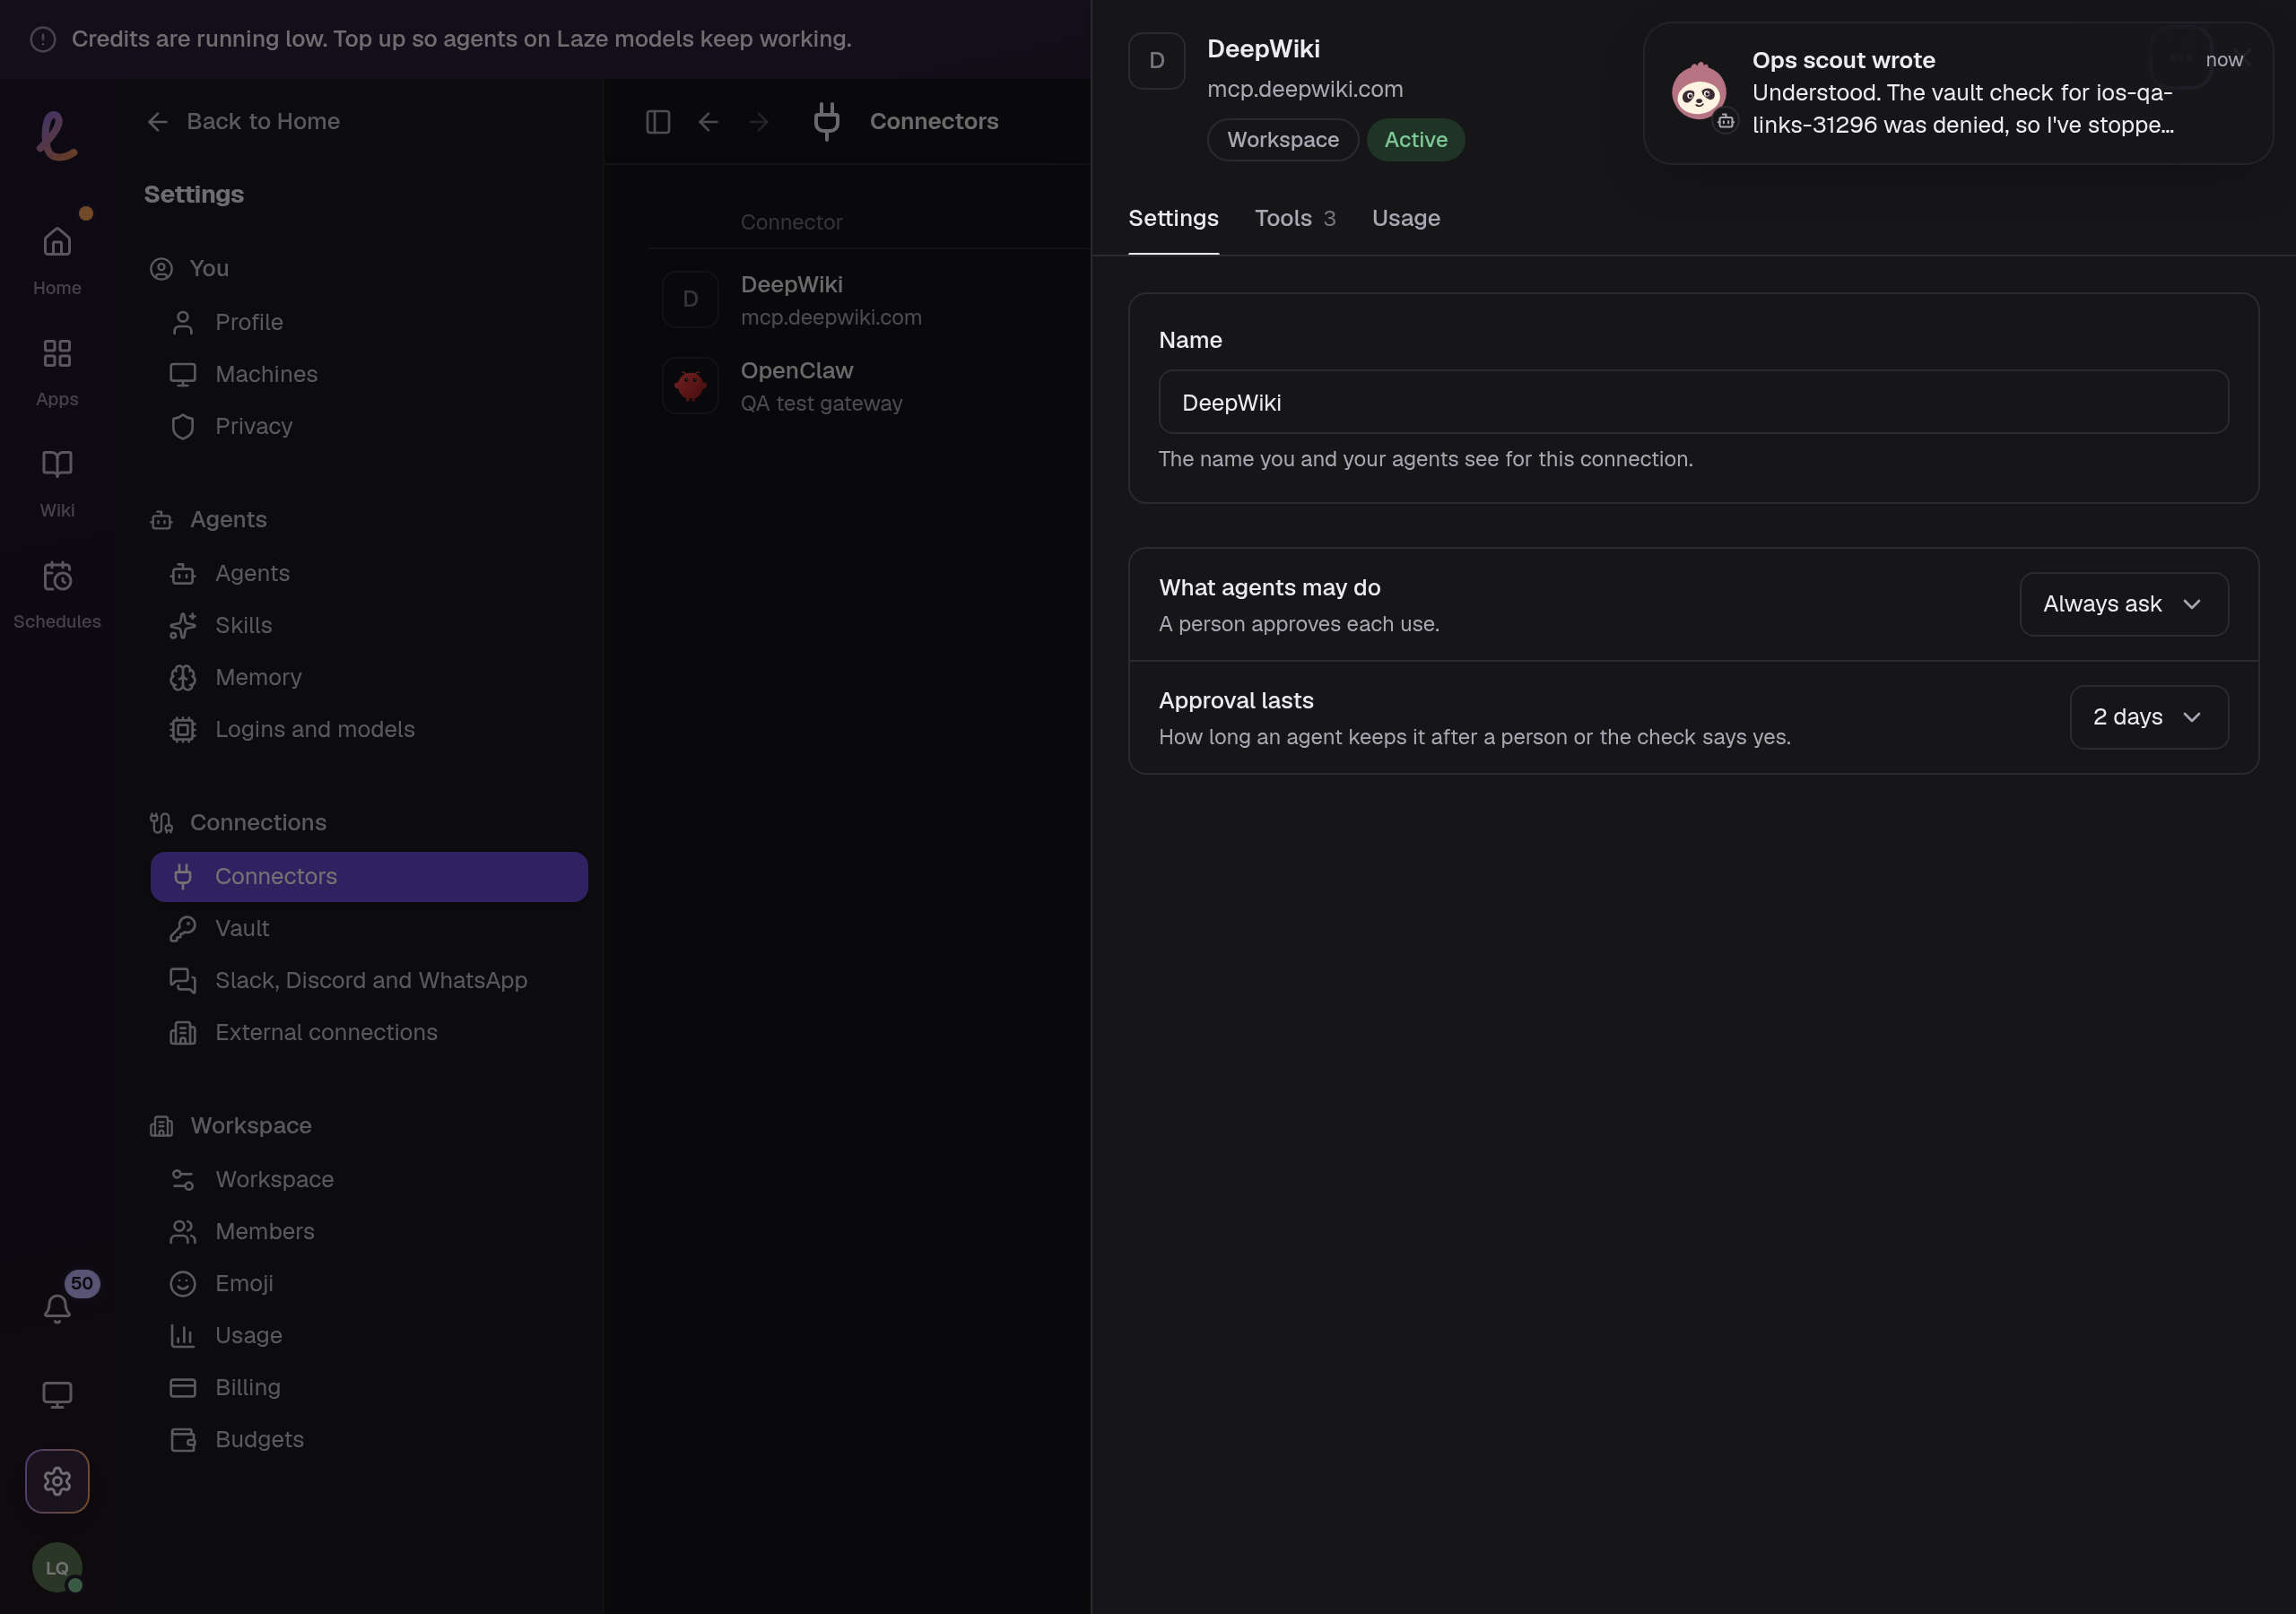 Credits are running low. Top up so agents on Laze models keep working.
Home
Apps
Wiki
Schedules
50
LQ
Back to Home
Settings
You
Profile
Machines
Privacy
Agents
Agents
Skills
Memory
Logins and models
Connections
Connectors
Vault
Slack, Discord and WhatsApp
External connections
Workspace
Workspace
Members
Emoji
Usage
Billing
Budgets
Connectors
Connector
D
DeepWiki
mcp.deepwiki.com
OpenClaw
QA test gateway
D
DeepWiki
mcp.deepwiki.com
Workspace Active
Ops scout wrote
now
Understood. The vault check for ios-qa-
links-31296 was denied, so I've stoppe…
Settings Tools 3 Usage
Name
DeepWiki
The name you and your agents see for this connection.
What agents may do
A person approves each use.
Always ask
Approval lasts
How long an agent keeps it after a person or the check says yes.
2 days